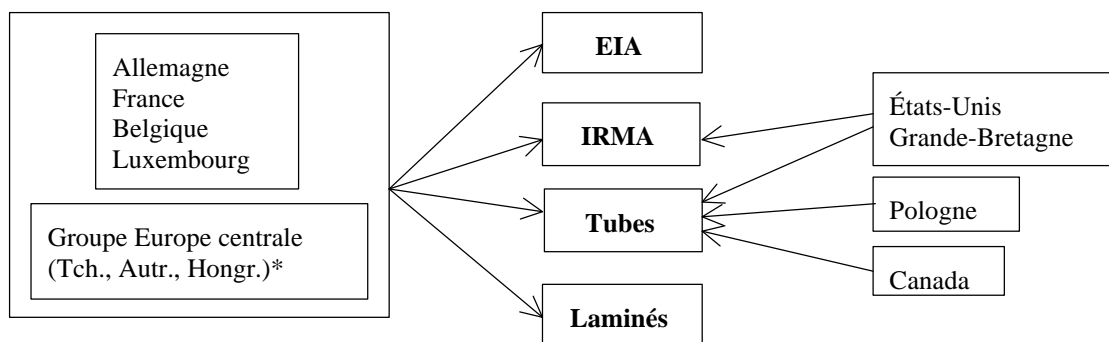 Allemagne
France
Belgique
Luxembourg
Groupe Europe centrale
(Tch., Autr., Hongr.)*
EIA
IRMA
Tubes
Laminés
États-Unis
Grande-Bretagne
Pologne
Canada